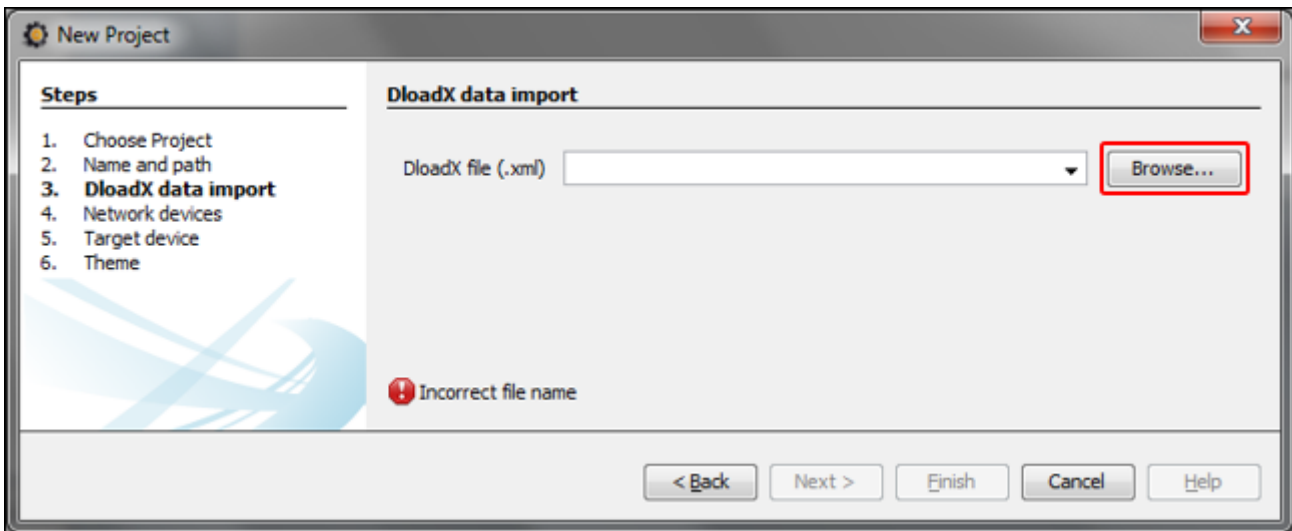 New Project
Steps
1. Choose Project
2. Name and path
3. DloadX data import
4. Network devices
5. Target device
6. Theme
DloadX data import
DloadX file (.xml)
Browse...
Incorrect file name
< Back
Next >
Finish
Cancel
Help